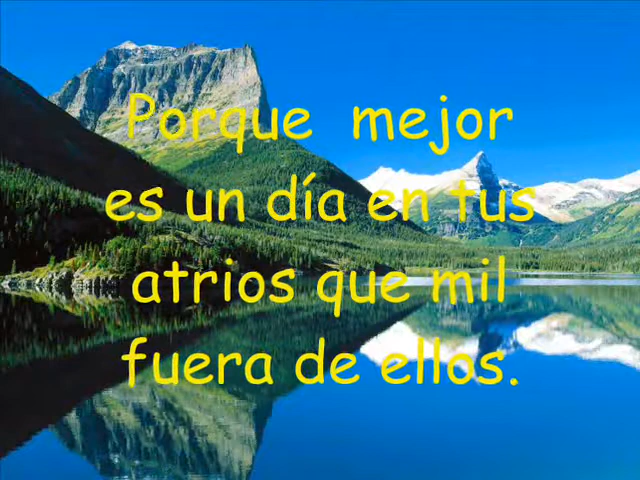 Porque mejor
es un día en tus
atrios que mil
fuera de ellos.